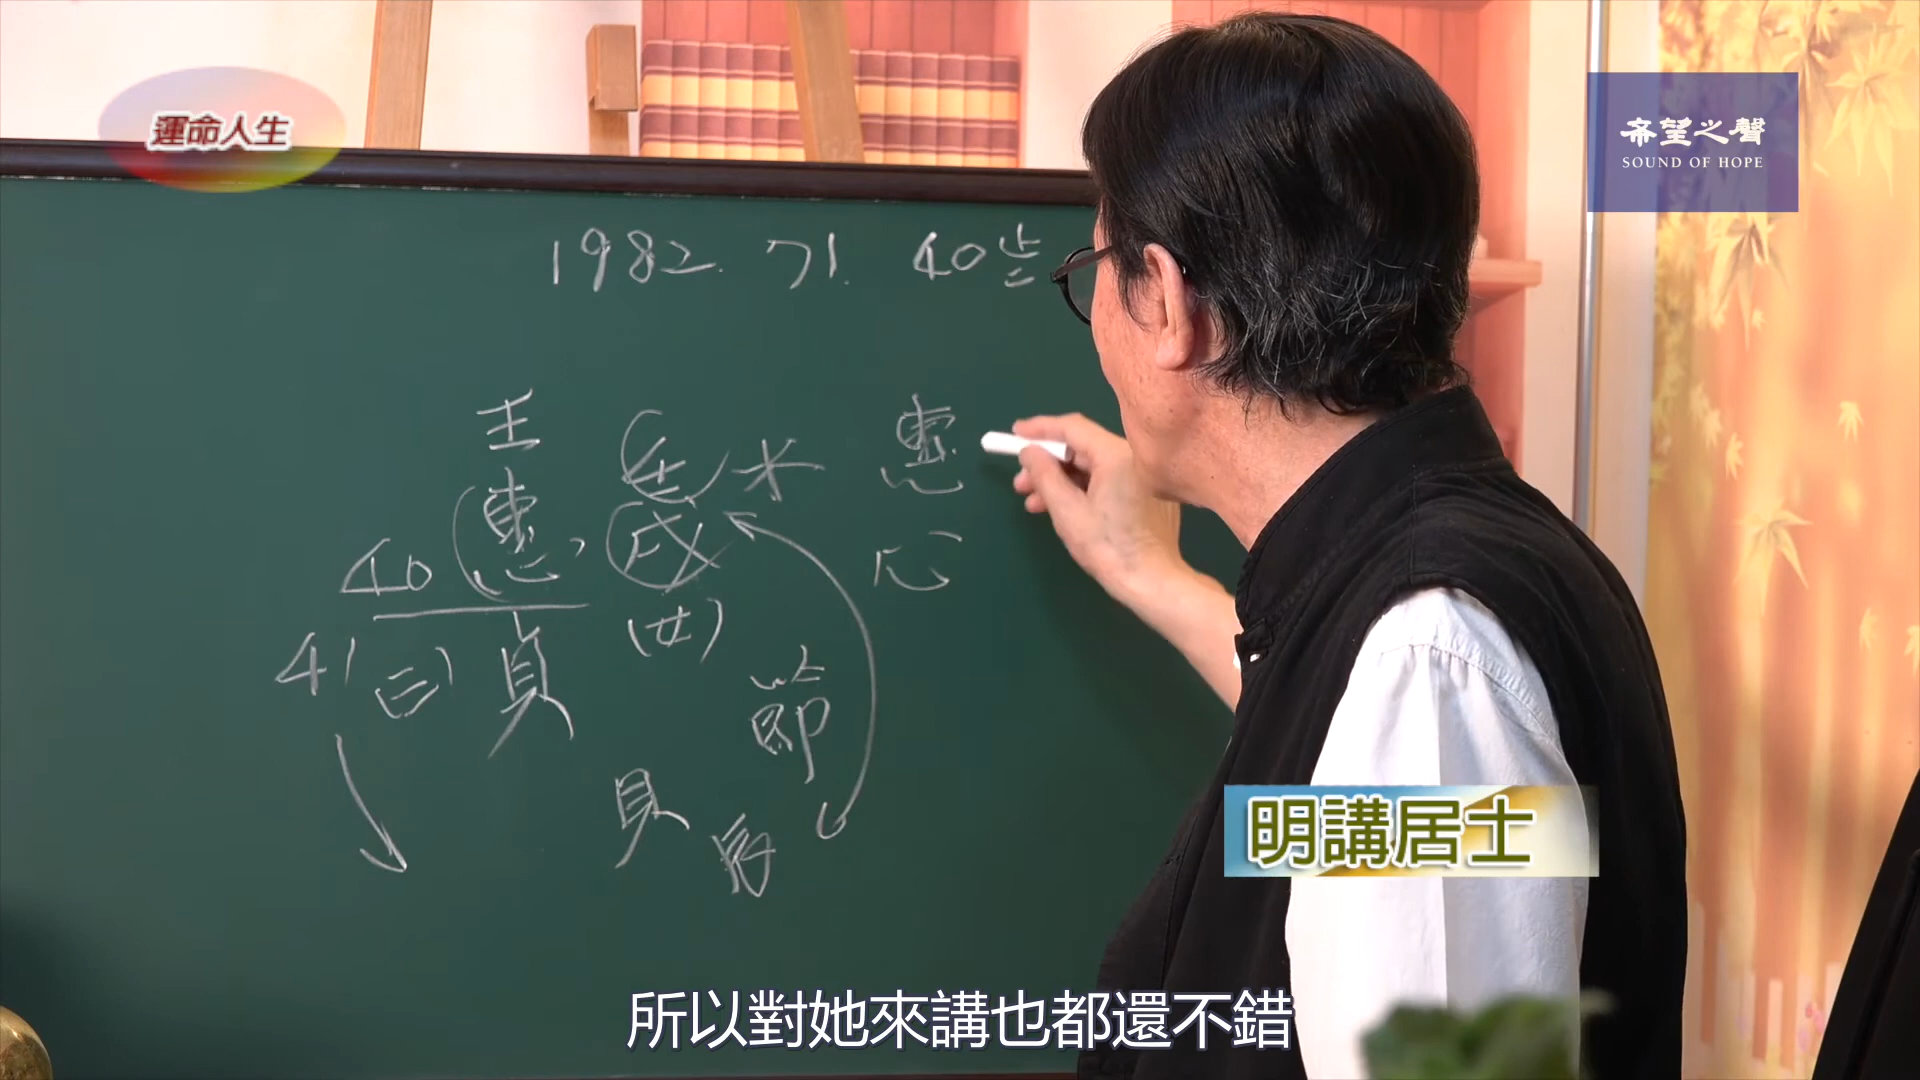 運命人生
希望之聲
SOUND OF HOPE
1982. 71. 40歲
壬
惠
40
41
貞
戌
(女)
水
節
貝
惠
心
明講居士
所以對她來講也都還不錯